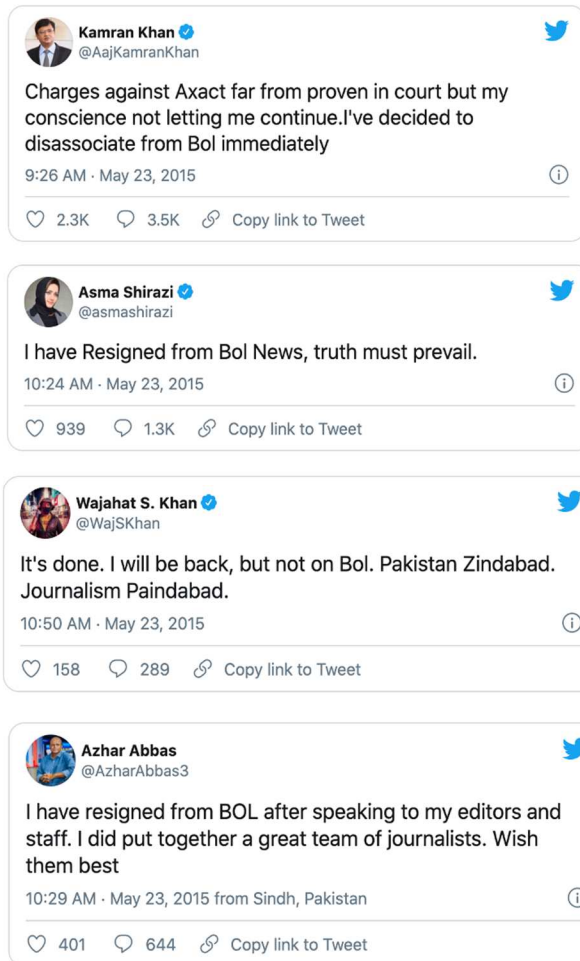 Kamran Khan
@AajKamranKhan
Charges against Axact far from proven in court but my
conscience not letting me continue.I've decided to
disassociate from Bol immediately
9:26 AM · May 23, 2015
2.3K 3.5K Copy link to Tweet
Asma Shirazi
@asmashirazi
I have Resigned from Bol News, truth must prevail.
10:24 AM · May 23, 2015
939 1.3K Copy link to Tweet
Wajahat S. Khan
@WajSKhan
It's done. I will be back, but not on Bol. Pakistan Zindabad.
Journalism Paindabad.
10:50 AM · May 23, 2015
158 289 Copy link to Tweet
Azhar Abbas
@AzharAbbas3
I have resigned from BOL after speaking to my editors and
staff. I did put together a great team of journalists. Wish
them best
10:29 AM · May 23, 2015 from Sindh, Pakistan
401 644 Copy link to Tweet